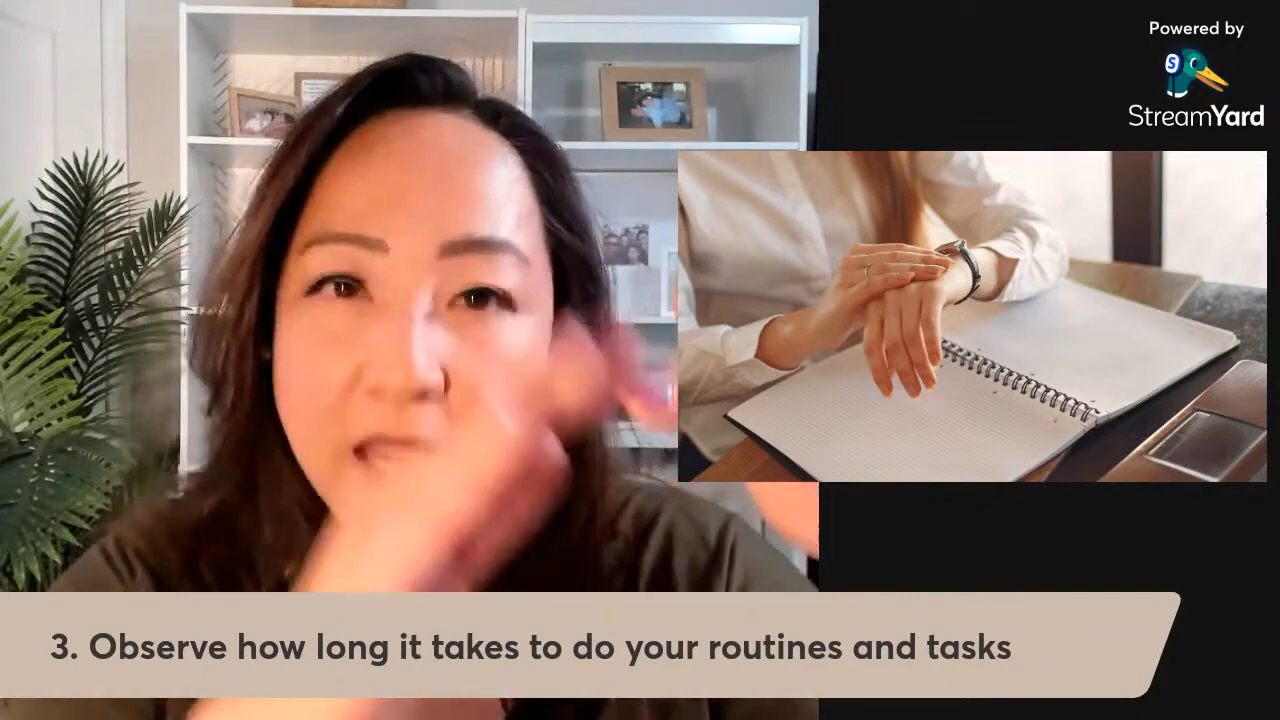 Powered by
StreamYard
3. Observe how long it takes to do your routines and tasks